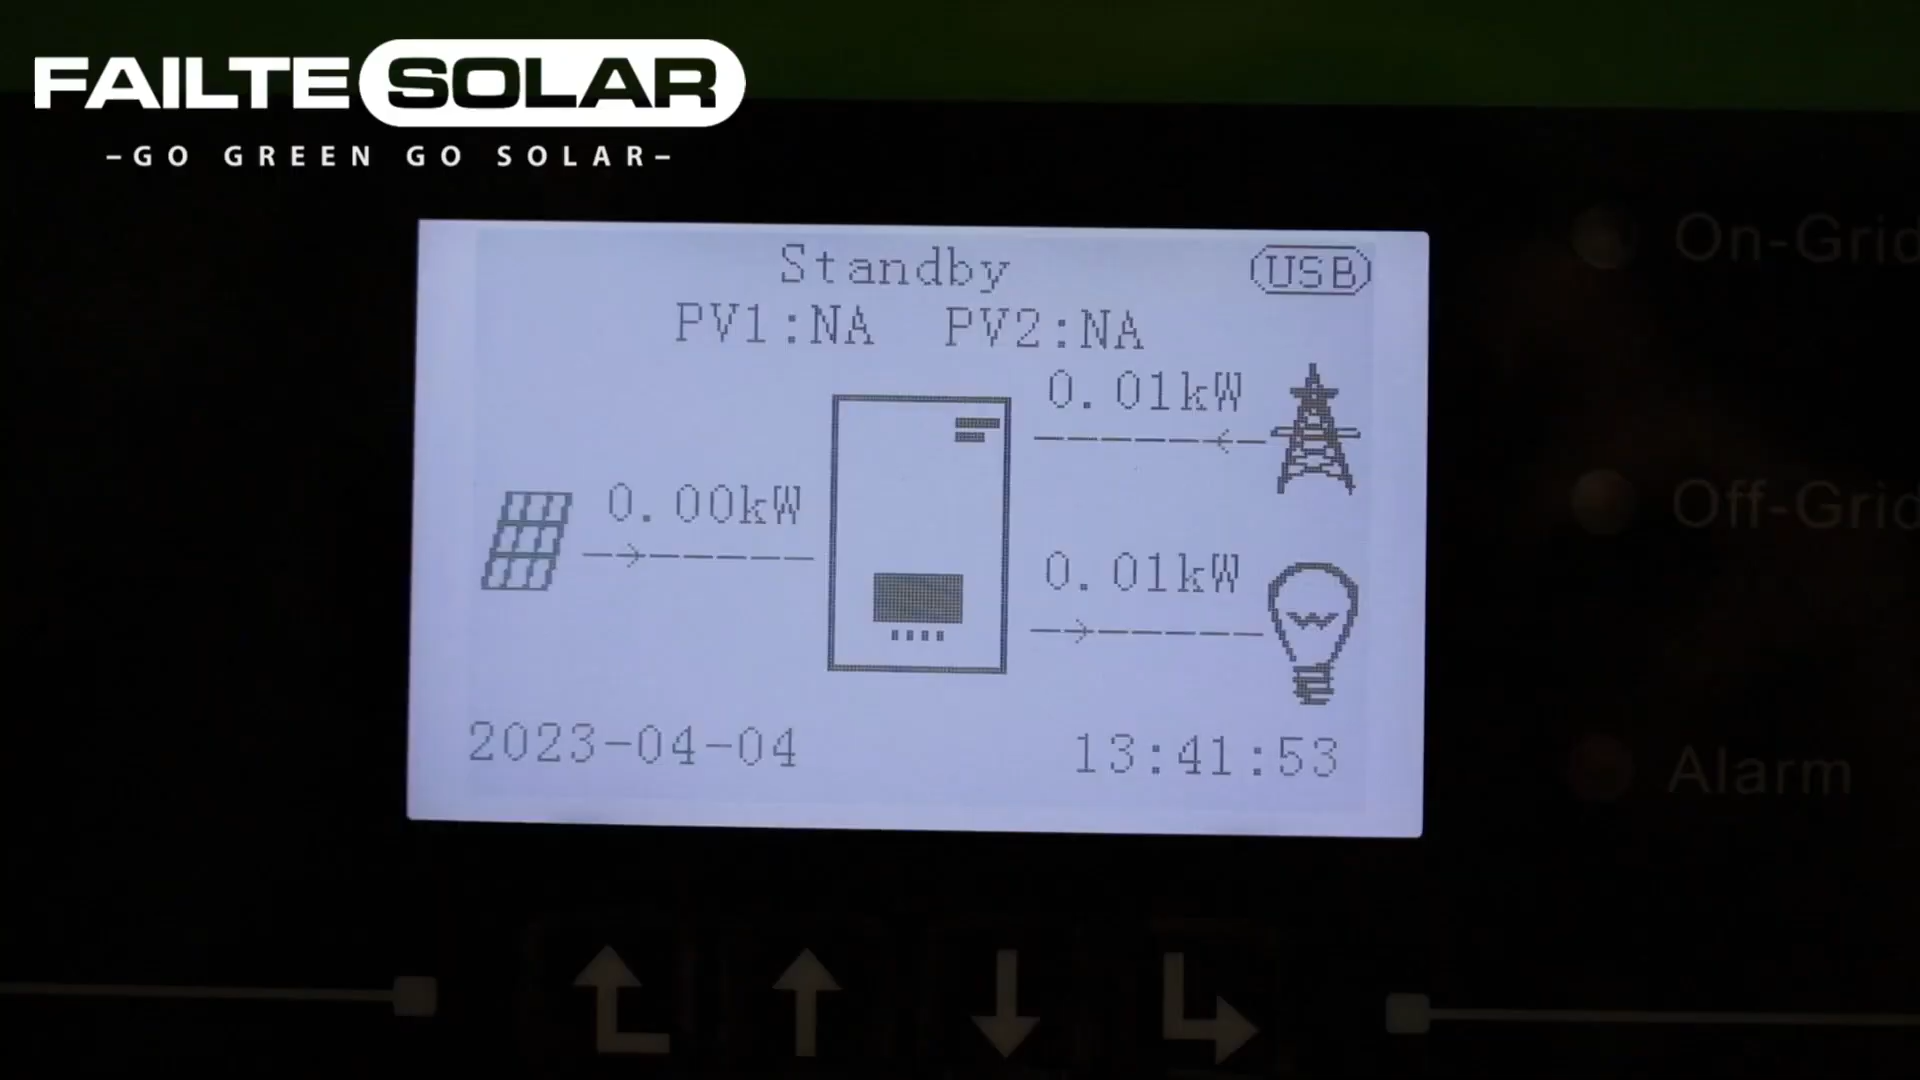 FAILTE SOLAR
-GO GREEN GO SOLAR-
Standby
USB
PV1:NA PV2:NA
0.01kW
0.00kW
0.01kW
2023-04-04
13:41:53
On-Grid
Off-Grid
Alarm